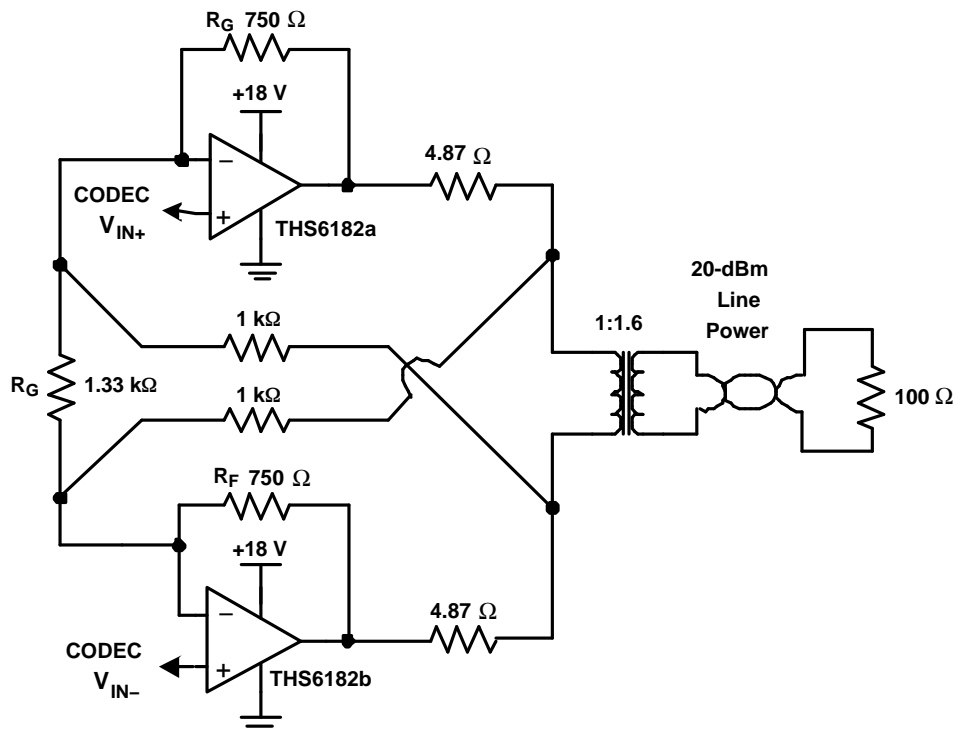 R_G 750 Ω
+18 V
−
+
CODEC
V_IN+
THS6182a
4.87 Ω
20-dBm
Line
Power
1:1.6
1 kΩ
1 kΩ
R_G
1.33 kΩ
100 Ω
R_F 750 Ω
+18 V
−
+
CODEC
V_IN–
THS6182b
4.87 Ω